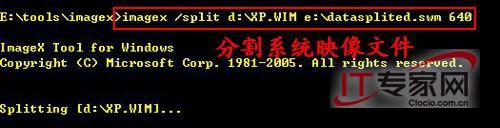 E:\tools\imagex>imagex /split d:\XP.WIM e:\datasplited.swm 640
分割系统映像文件
ImageX Tool for Windows
Copyright (C) Microsoft Corp. 1981-2005. All rights reserved.
IT专家网
Ctocio.com.cn
Splitting [d:\XP.WIM]...